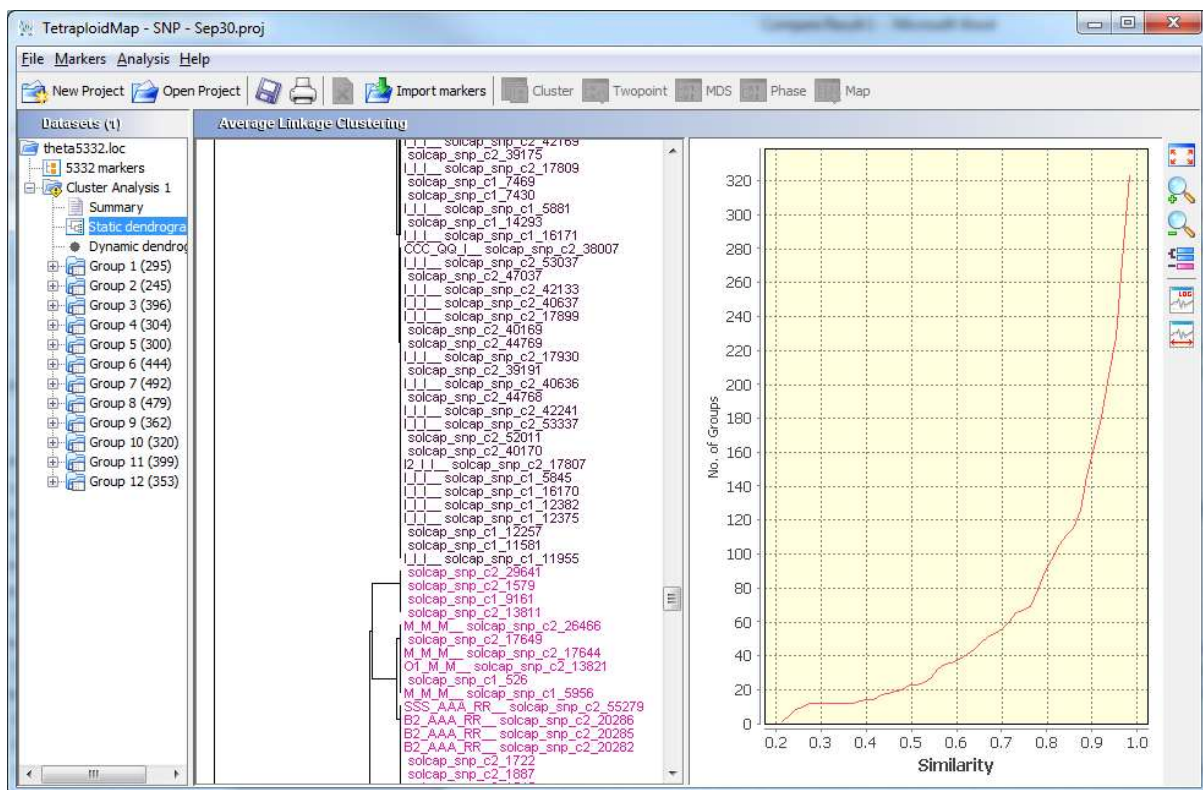 TetraploidMap - SNP - Sep30.proj
File Markers Analysis Help
New Project Open Project Import markers Cluster Twopoint MDS Phase Map
Datasets (1)
theta5332.loc
5332 markers
Cluster Analysis 1
Summary
Static dendrogra
Dynamic dendrog
Group 1 (295)
Group 2 (245)
Group 3 (396)
Group 4 (304)
Group 5 (300)
Group 6 (444)
Group 7 (492)
Group 8 (479)
Group 9 (362)
Group 10 (320)
Group 11 (399)
Group 12 (353)
Average Linkage Clustering
I_I_I__ solcap_snp_c2_42169
solcap_snp_c2_39175
I_I_I__ solcap_snp_c2_17809
solcap_snp_c1_7469
solcap_snp_c1_7430
I_I_I__ solcap_snp_c1_5881
solcap_snp_c1_14293
I_I_I__ solcap_snp_c1_16171
CCC_QQ_I__ solcap_snp_c2_38007
I_I_I__ solcap_snp_c2_53037
solcap_snp_c2_47037
I_I_I__ solcap_snp_c2_42133
I_I_I__ solcap_snp_c2_40637
I_I_I__ solcap_snp_c2_17899
solcap_snp_c2_40169
solcap_snp_c2_44769
I_I_I__ solcap_snp_c2_17930
solcap_snp_c2_39191
I_I_I__ solcap_snp_c2_40636
solcap_snp_c2_44768
I_I_I__ solcap_snp_c2_42241
I_I_I__ solcap_snp_c2_53337
solcap_snp_c2_52011
solcap_snp_c2_40170
I2_I_I__ solcap_snp_c2_17807
I_I_I__ solcap_snp_c1_5845
I_I_I__ solcap_snp_c1_16170
I_I_I__ solcap_snp_c1_12382
I_I_I__ solcap_snp_c1_12375
solcap_snp_c1_12257
solcap_snp_c1_11581
I_I_I__ solcap_snp_c1_11955
solcap_snp_c2_29641
solcap_snp_c2_1579
solcap_snp_c1_9161
solcap_snp_c2_13811
M_M_M__ solcap_snp_c2_26466
solcap_snp_c2_17649
M_M_M__ solcap_snp_c2_17644
O1_M_M__ solcap_snp_c2_13821
solcap_snp_c1_526
M_M_M__ solcap_snp_c1_5956
SSS_AAA_RR__ solcap_snp_c2_55279
B2_AAA_RR__ solcap_snp_c2_20286
B2_AAA_RR__ solcap_snp_c2_20285
B2_AAA_RR__ solcap_snp_c2_20282
solcap_snp_c2_1722
solcap_snp_c2_1887
No. of Groups
320
300
280
260
240
220
200
180
160
140
120
100
80
60
40
20
0
0.2 0.3 0.4 0.5 0.6 0.7 0.8 0.9 1.0
Similarity
LOG